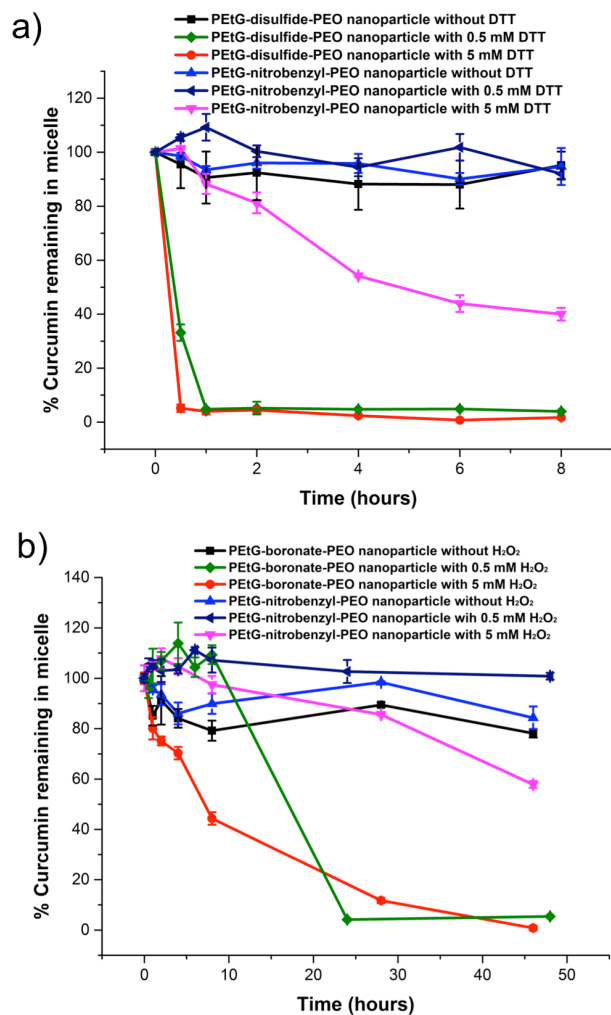 a)
PEtG-disulfide-PEO nanoparticle without DTT
PEtG-disulfide-PEO nanoparticle with 0.5 mM DTT
PEtG-disulfide-PEO nanoparticle with 5 mM DTT
PEtG-nitrobenzyl-PEO nanoparticle without DTT
PEtG-nitrobenzyl-PEO nanoparticle with 0.5 mM DTT
PEtG-nitrobenzyl-PEO nanoparticle with 5 mM DTT
% Curcumin remaining in micelle
120
100
80
60
40
20
0
0 2 4 6 8
Time (hours)
b)
PEtG-boronate-PEO nanoparticle without H₂O₂
PEtG-boronate-PEO nanoparticle with 0.5 mM H₂O₂
PEtG-boronate-PEO nanoparticle with 5 mM H₂O₂
PEtG-nitrobenzyl-PEO nanoparticle without H₂O₂
PEtG-nitrobenzyl-PEO nanoparticle wih 0.5 mM H₂O₂
PEtG-nitrobenzyl-PEO nanoparticle with 5 mM H₂O₂
% Curcumin remaining in micelle
140
120
100
80
60
40
20
0
0 10 20 30 40 50
Time (hours)